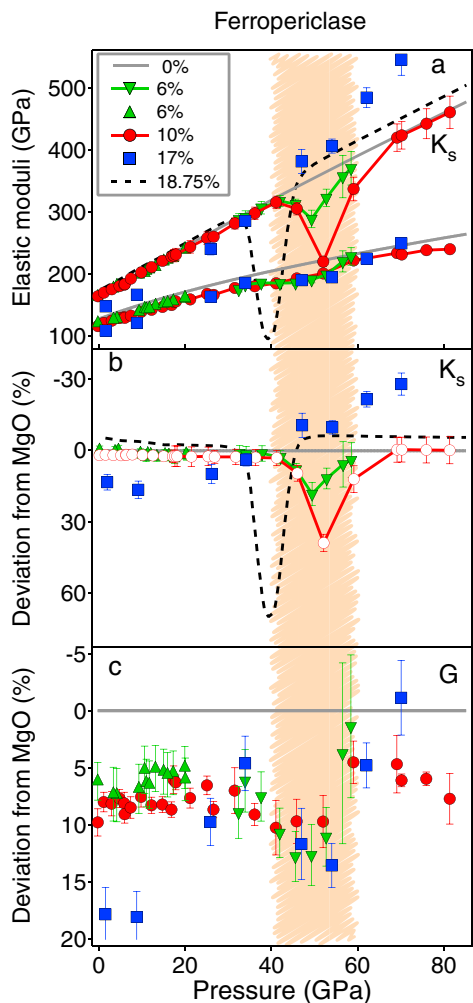 Ferropericlase
Elastic moduli (GPa)
500
400
300
200
100
0%
6%
6%
10%
17%
18.75%
a
Ks
Deviation from MgO (%)
-30
0
30
60
b
Ks
Deviation from MgO (%)
-5
0
5
10
15
20
c
G
0
20
40
60
80
Pressure (GPa)